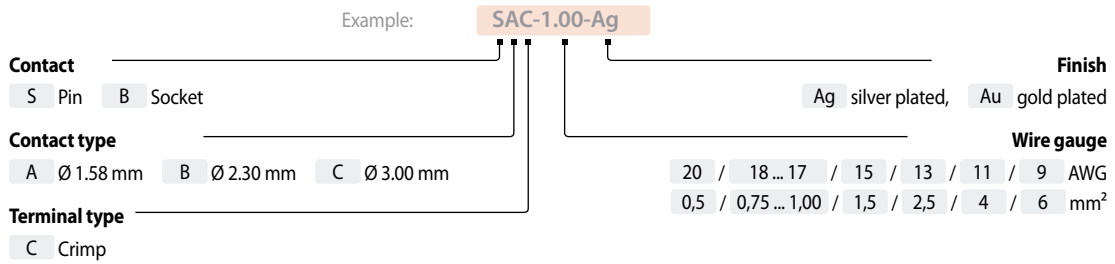 Example: SAC-1.00-Ag
Contact Finish
S Pin B Socket Ag silver plated, Au gold plated
Contact type Wire gauge
A Ø 1.58 mm B Ø 2.30 mm C Ø 3.00 mm 20 / 18 ... 17 / 15 / 13 / 11 / 9 AWG
0,5 / 0,75 ... 1,00 / 1,5 / 2,5 / 4 / 6 mm²
Terminal type
C Crimp